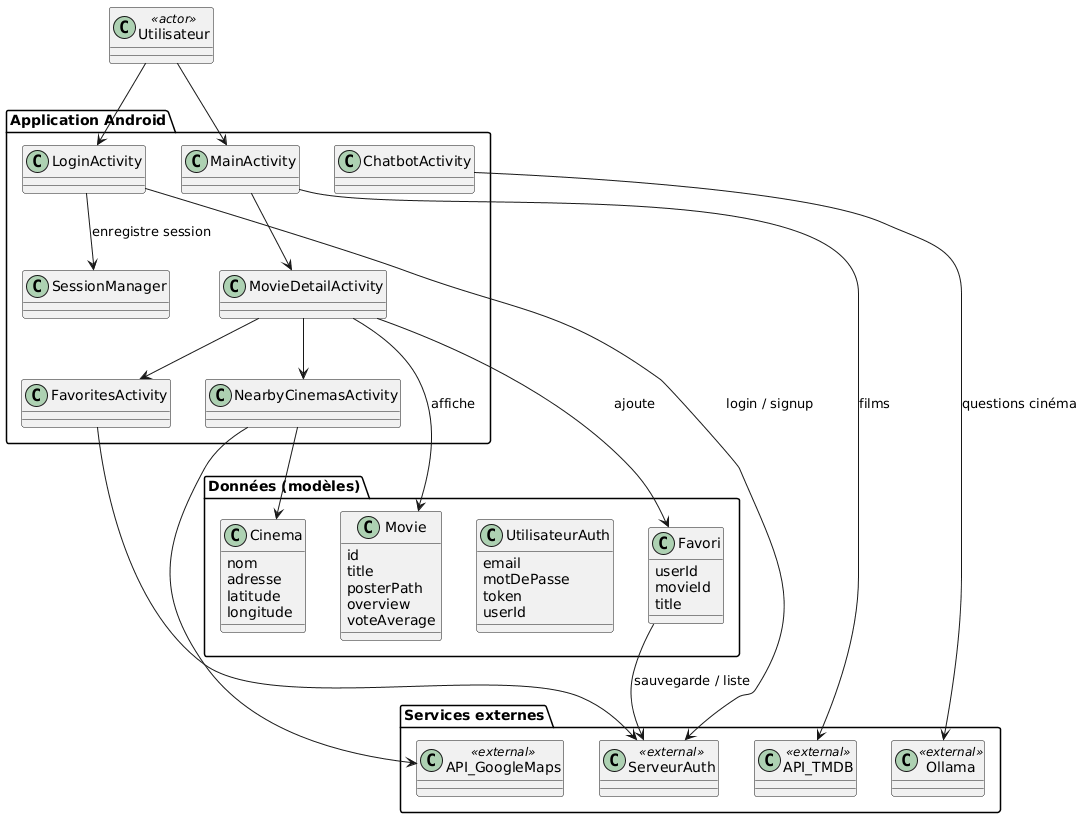 «actor»
Utilisateur
Application Android
LoginActivity
MainActivity
ChatbotActivity
enregistre session
SessionManager
MovieDetailActivity
FavoritesActivity
NearbyCinemasActivity
affiche
ajoute
login / signup
films
questions cinéma
Données (modèles)
Cinema
nom
adresse
latitude
longitude
Movie
id
title
posterPath
overview
voteAverage
UtilisateurAuth
email
motDePasse
token
userId
Favori
userId
movieId
title
sauvegarde / liste
Services externes
«external»
API_GoogleMaps
«external»
ServeurAuth
«external»
API_TMDB
«external»
Ollama